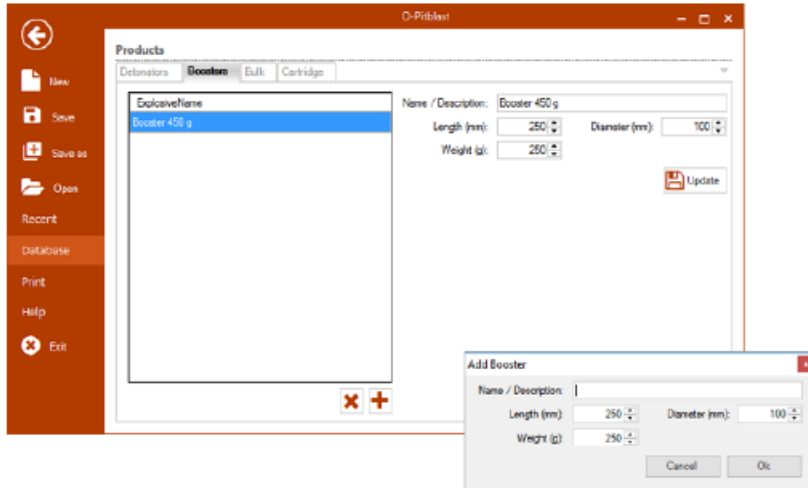 O-Pitblast
Products
New
Save
Save as
Open
Recent
Database
Print
Help
Exit
Detonators Boosters Bulk Cartridge
ExplosiveName
Booster 450 g
Name / Description: Booster 450 g
Length (mm): 250 Diameter (mm): 100
Weight (g): 250
Update
Add Booster
Name / Description:
Length (mm): 250 Diameter (mm): 100
Weight (g): 250
Cancel Ok